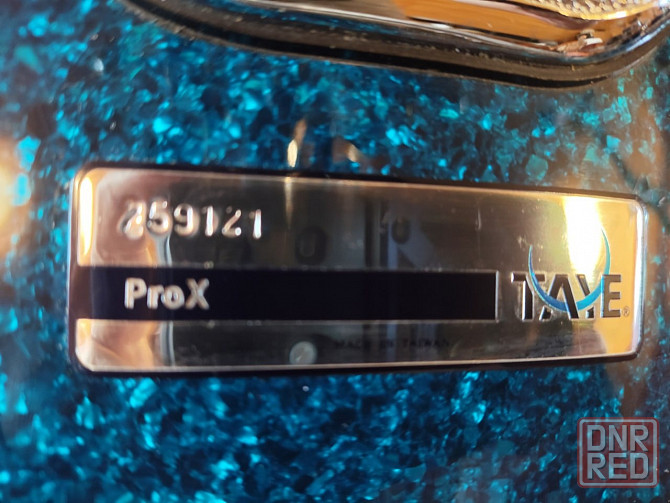 259121
ProX
TAYE®
MADE IN TAIWAN
DNR
RED